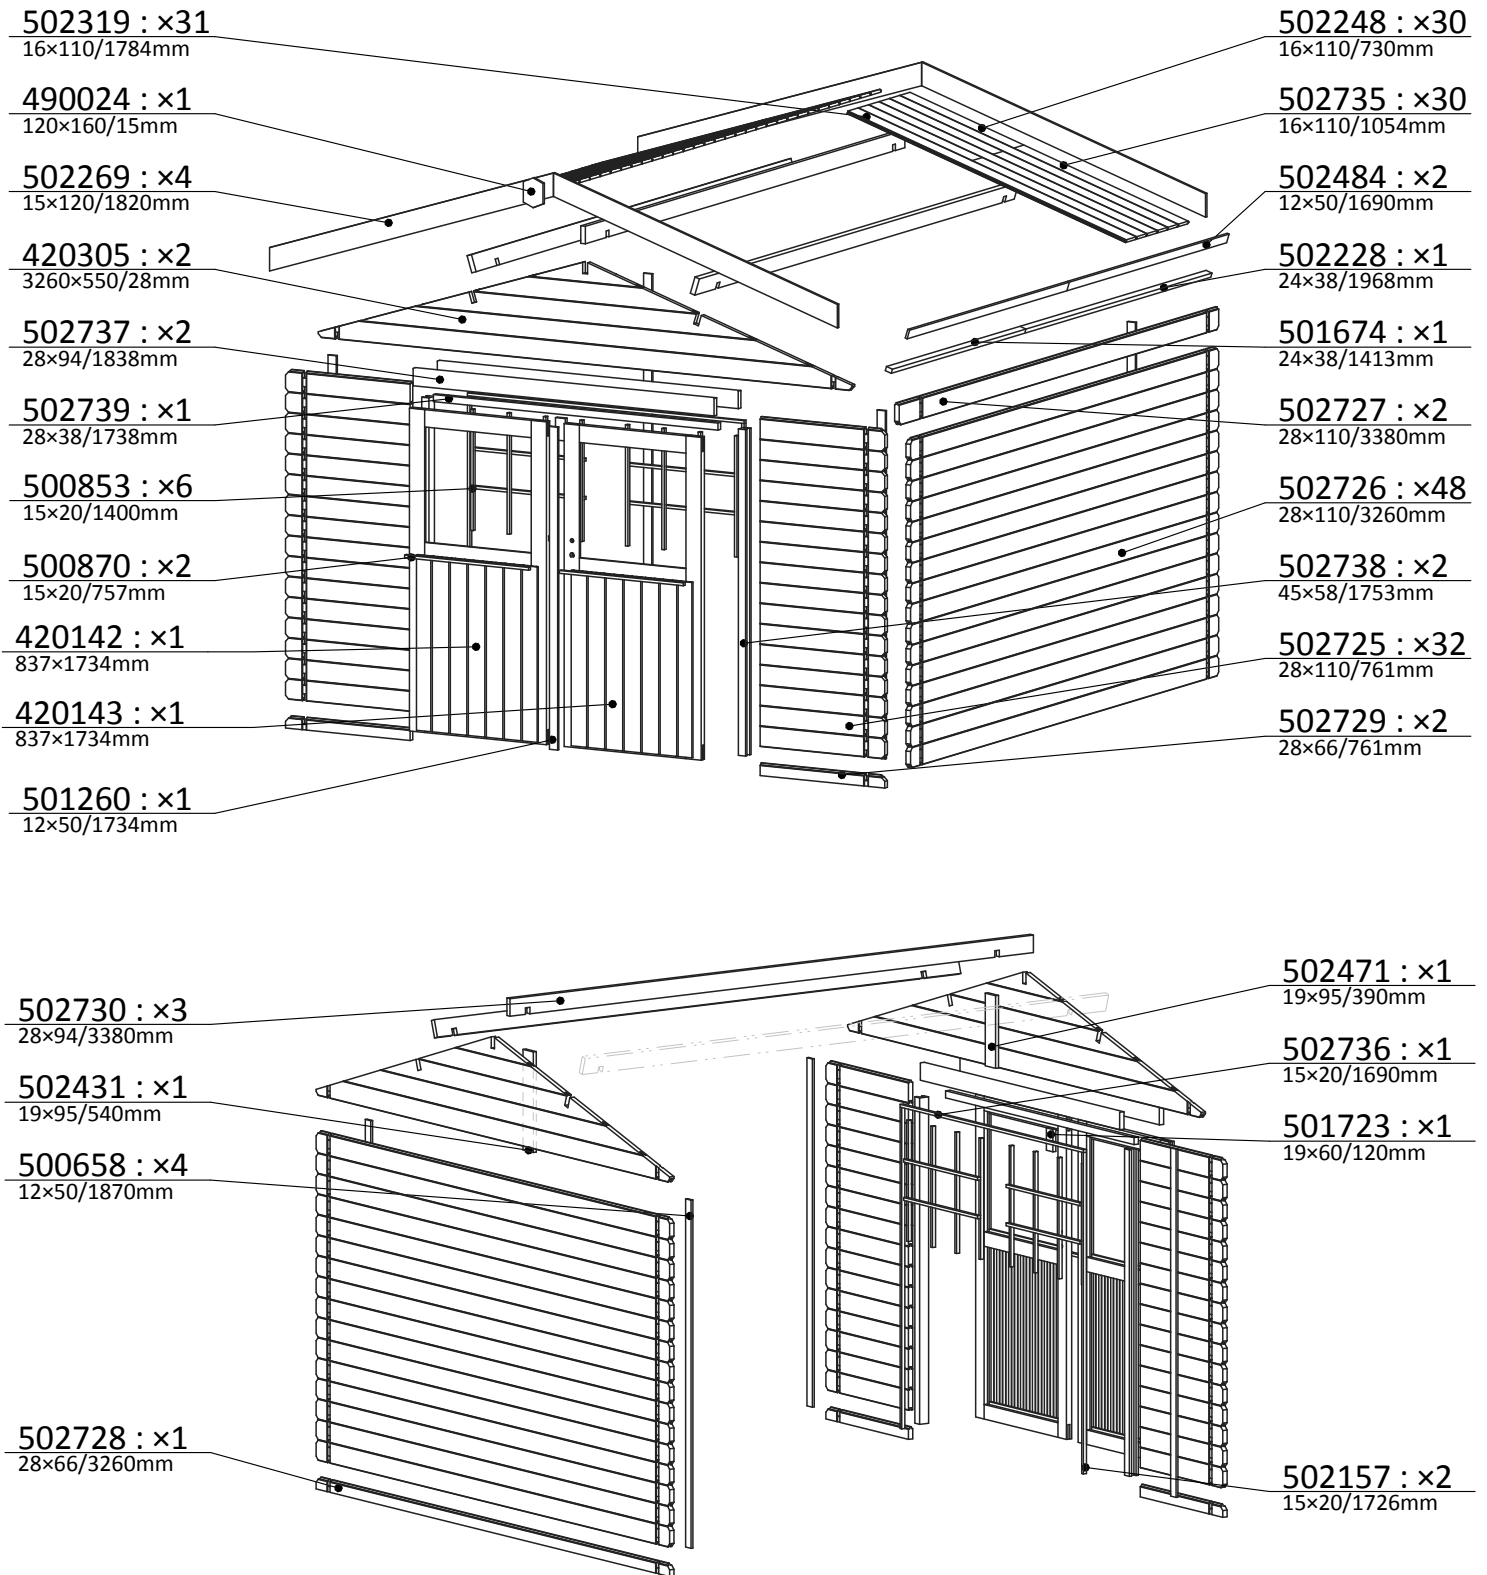 502319 : ×31
16×110/1784mm
490024 : ×1
120×160/15mm
502269 : ×4
15×120/1820mm
420305 : ×2
3260×550/28mm
502737 : ×2
28×94/1838mm
502739 : ×1
28×38/1738mm
500853 : ×6
15×20/1400mm
500870 : ×2
15×20/757mm
420142 : ×1
837×1734mm
420143 : ×1
837×1734mm
501260 : ×1
12×50/1734mm
502248 : ×30
16×110/730mm
502735 : ×30
16×110/1054mm
502484 : ×2
12×50/1690mm
502228 : ×1
24×38/1968mm
501674 : ×1
24×38/1413mm
502727 : ×2
28×110/3380mm
502726 : ×48
28×110/3260mm
502738 : ×2
45×58/1753mm
502725 : ×32
28×110/761mm
502729 : ×2
28×66/761mm
502730 : ×3
28×94/3380mm
502431 : ×1
19×95/540mm
500658 : ×4
12×50/1870mm
502728 : ×1
28×66/3260mm
502471 : ×1
19×95/390mm
502736 : ×1
15×20/1690mm
501723 : ×1
19×60/120mm
502157 : ×2
15×20/1726mm